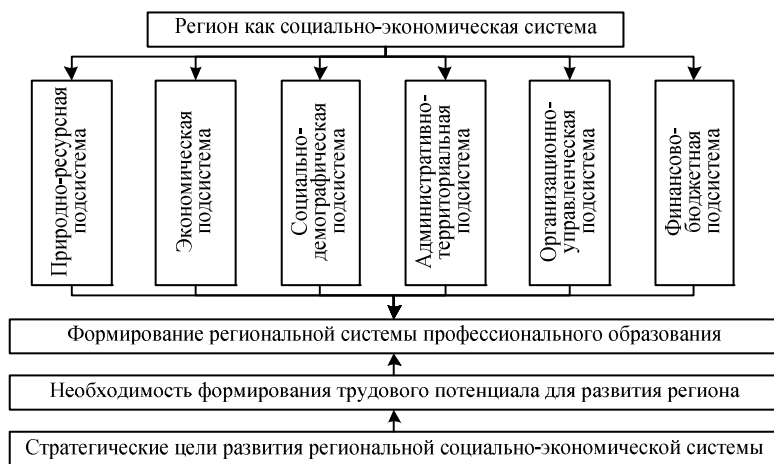 Регион как социально-экономическая система
Природно-ресурсная
подсистема
Экономическая
подсистема
Социально-
демографическая
подсистема
Административно-
территориальная
подсистема
Организационно-
управленческая
подсистема
Финансово-
бюджетная
подсистема
Формирование региональной системы профессионального образования
Необходимость формирования трудового потенциала для развития региона
Стратегические цели развития региональной социально-экономической системы